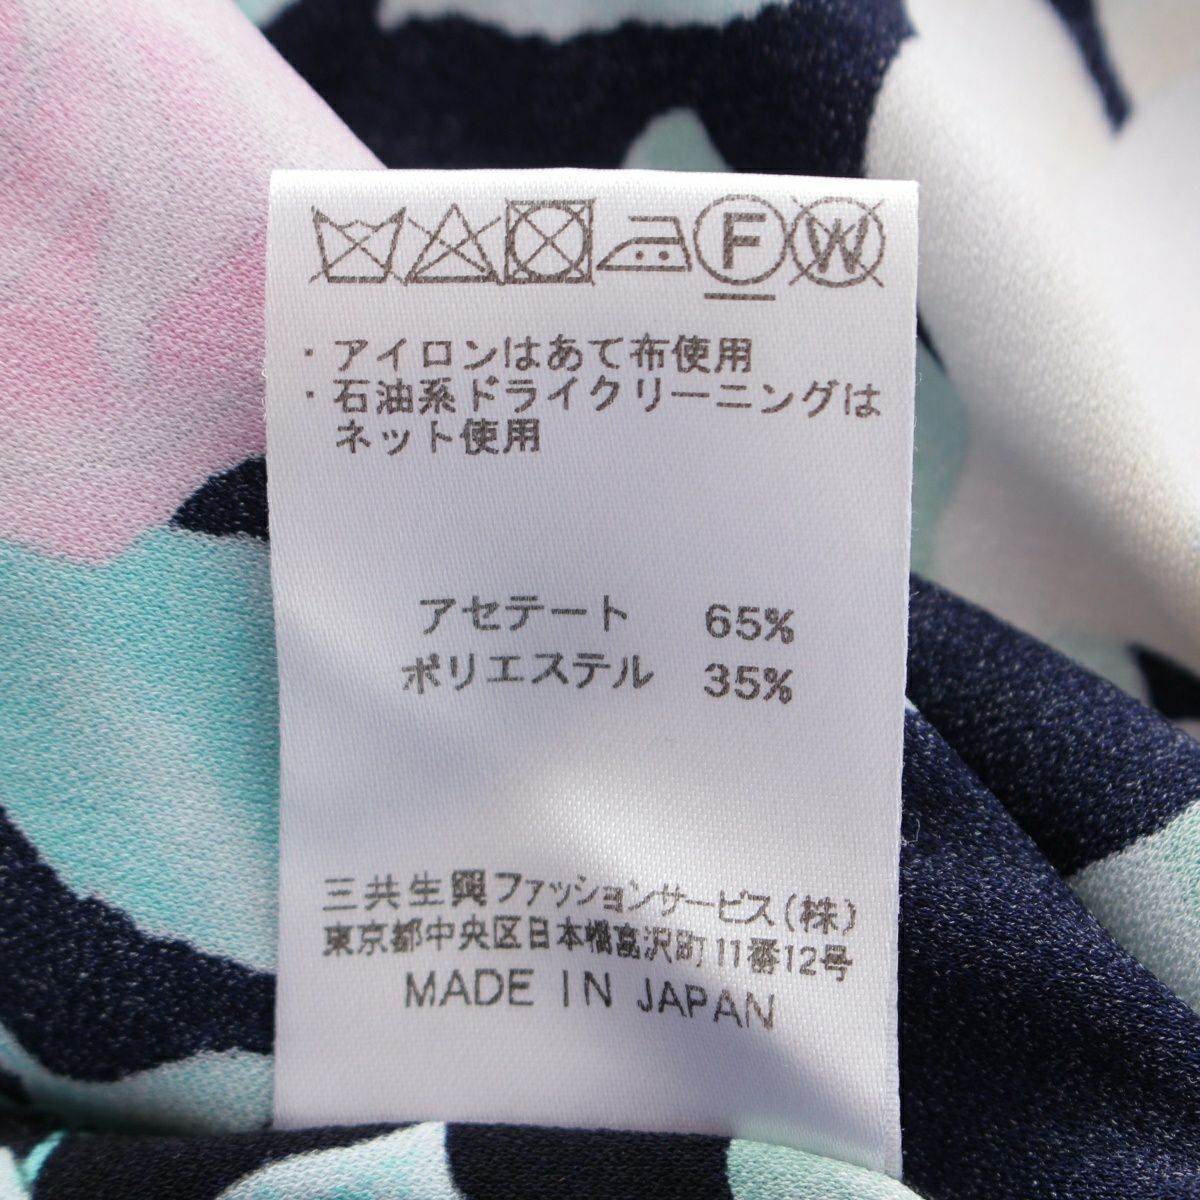 F W
・アイロンはあて布使用
・石油系ドライクリーニングは
ネット使用
アセテート 65%
ポリエステル 35%
三共生興ファッションサービス(株)
東京都中央区日本橋富沢町11番12号
MADE IN JAPAN